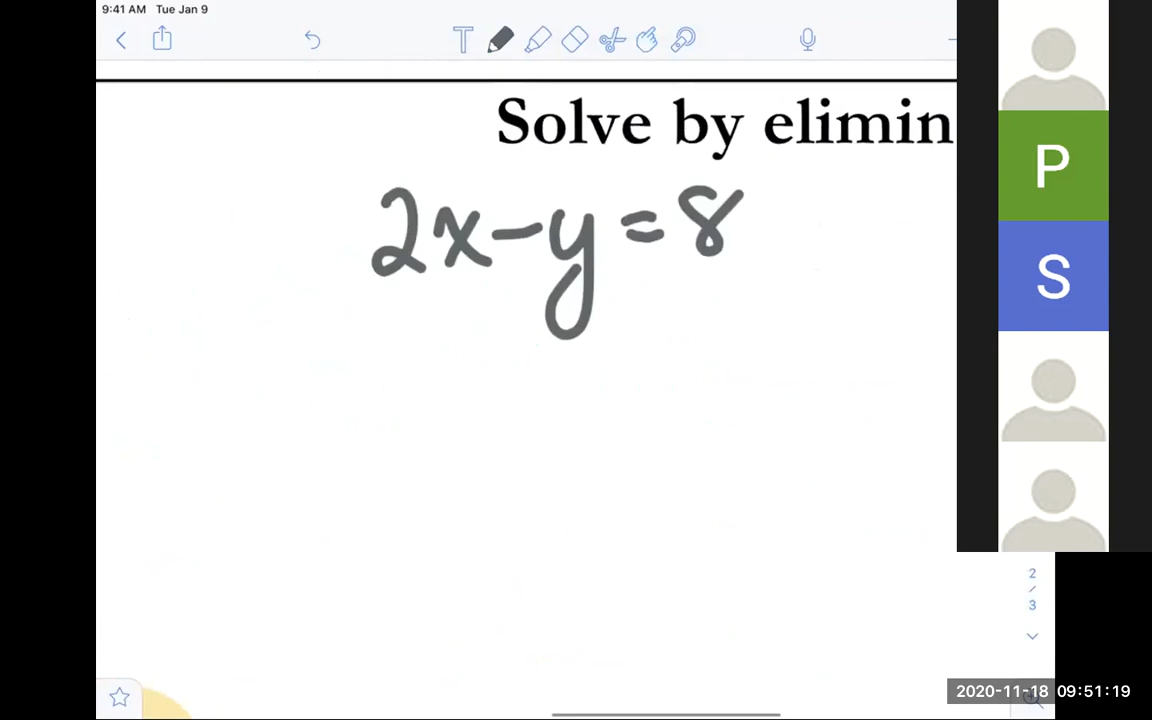 9:41 AM Tue Jan 9
T
Solve by elimin
P
2x-y=8
S
2
/
3
2020-11-18 09:51:19